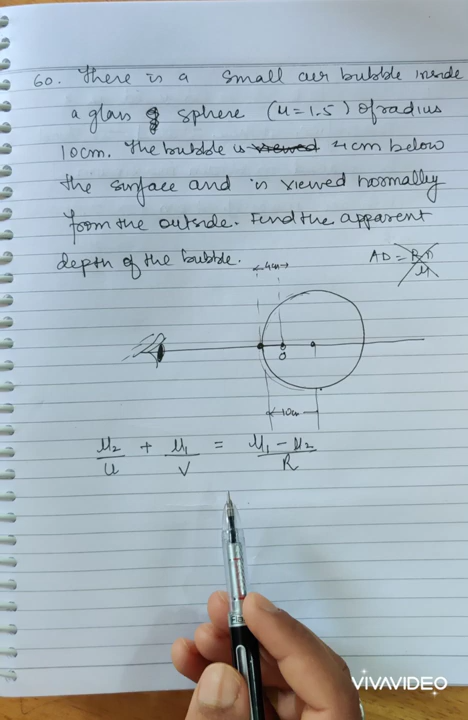 60. There is a small air bubble inside
a glass sphere (μ=1.5) of radius
10cm. The bubble is viewed 4cm below
the surface and is viewed normally
from the outside. Find the apparent
depth of the bubble.
AD = RD/μ
←4cm→
O
←10cm→
μ₂/u + μ₁/v = μ₁-μ₂/R
VIVAVIDEO